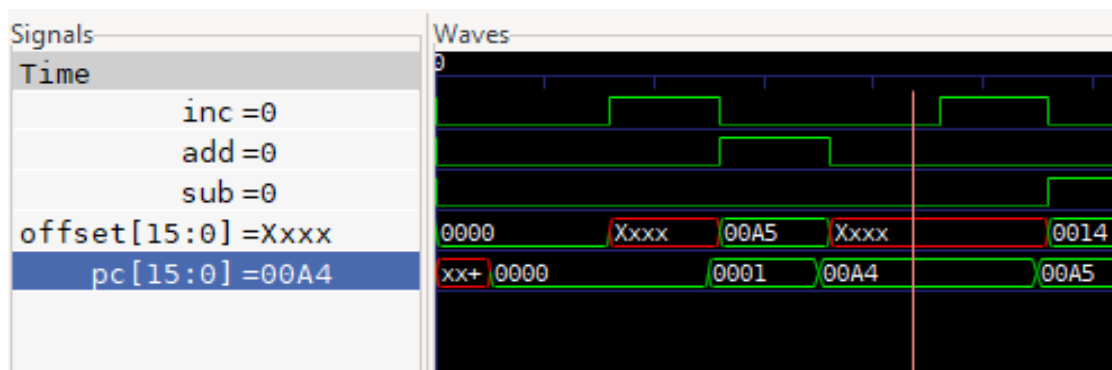 Signals
Waves
Time
0
inc =0
add=0
sub=0
offset[15:0] =Xxxx
0000 Xxxx 00A5 Xxxx 0014
pc[15:0] =00A4
xx+ 0000 0001 00A4 00A5